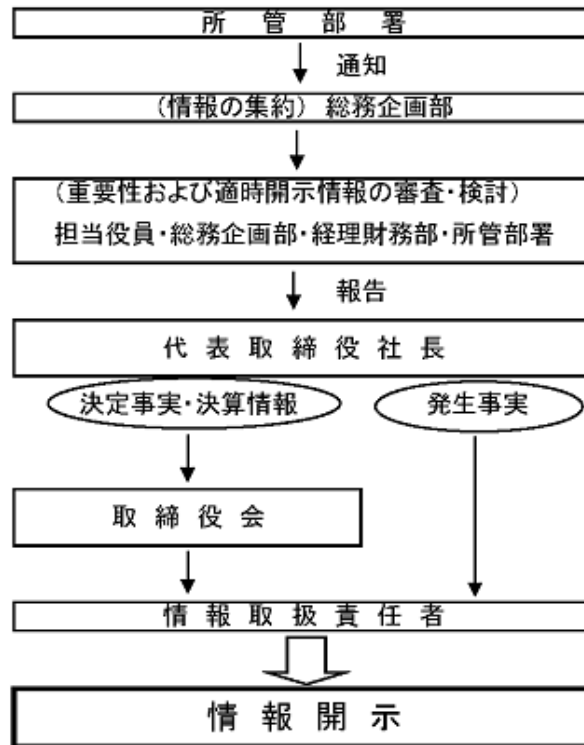 所管部署
通知
(情報の集約) 総務企画部
(重要性および適時開示情報の審査・検討)
担当役員・総務企画部・経理財務部・所管部署
報告
代表取締役社長
決定事実・決算情報
発生事実
取締役会
情報取扱責任者
情報開示